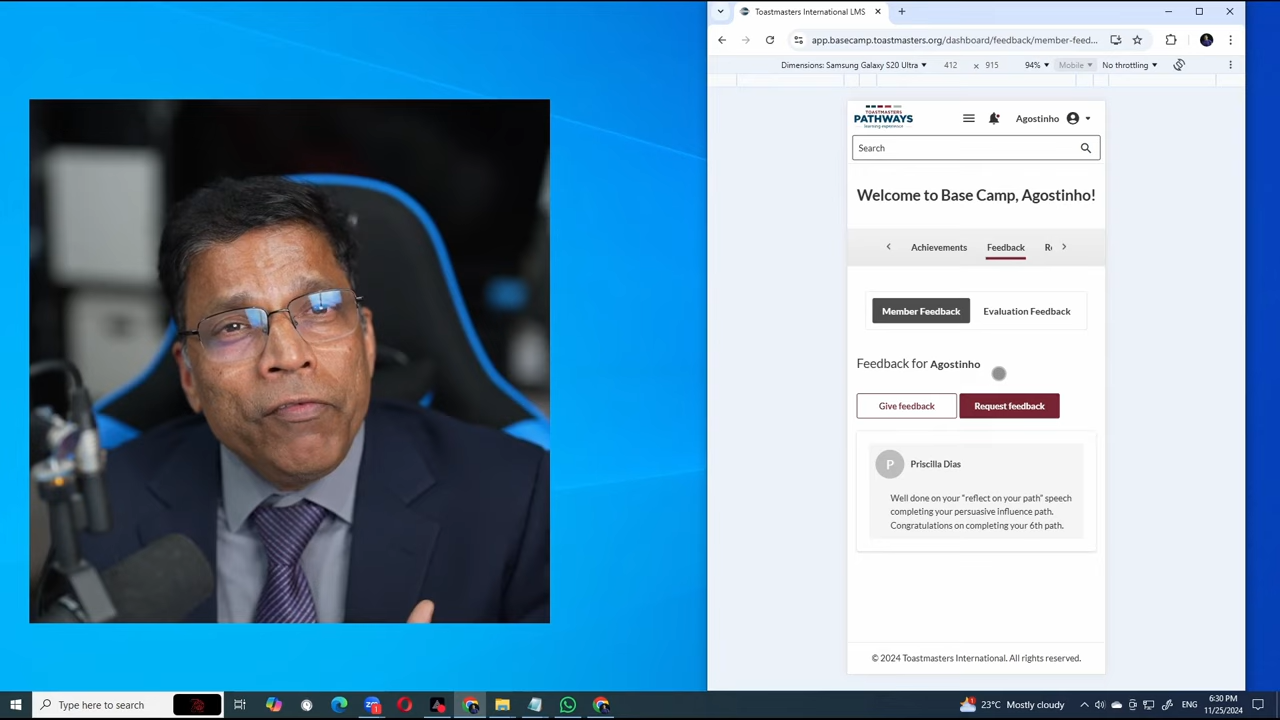 Toastmasters International LMS
app.basecamp.toastmasters.org/dashboard/feedback/member-feed...
Dimensions: Samsung Galaxy S20 Ultra 412 × 915 94% Mobile No throttling
TOASTMASTERS
PATHWAYS
learning experience
Agostinho
Search
Welcome to Base Camp, Agostinho!
Achievements Feedback
Member Feedback Evaluation Feedback
Feedback for Agostinho
Give feedback Request feedback
P Priscilla Dias
Well done on your “reflect on your path” speech
completing your persuasive influence path.
Congratulations on completing your 6th path.
© 2024 Toastmasters International. All rights reserved.
Type here to search
23°C Mostly cloudy
ENG
6:30 PM
11/25/2024